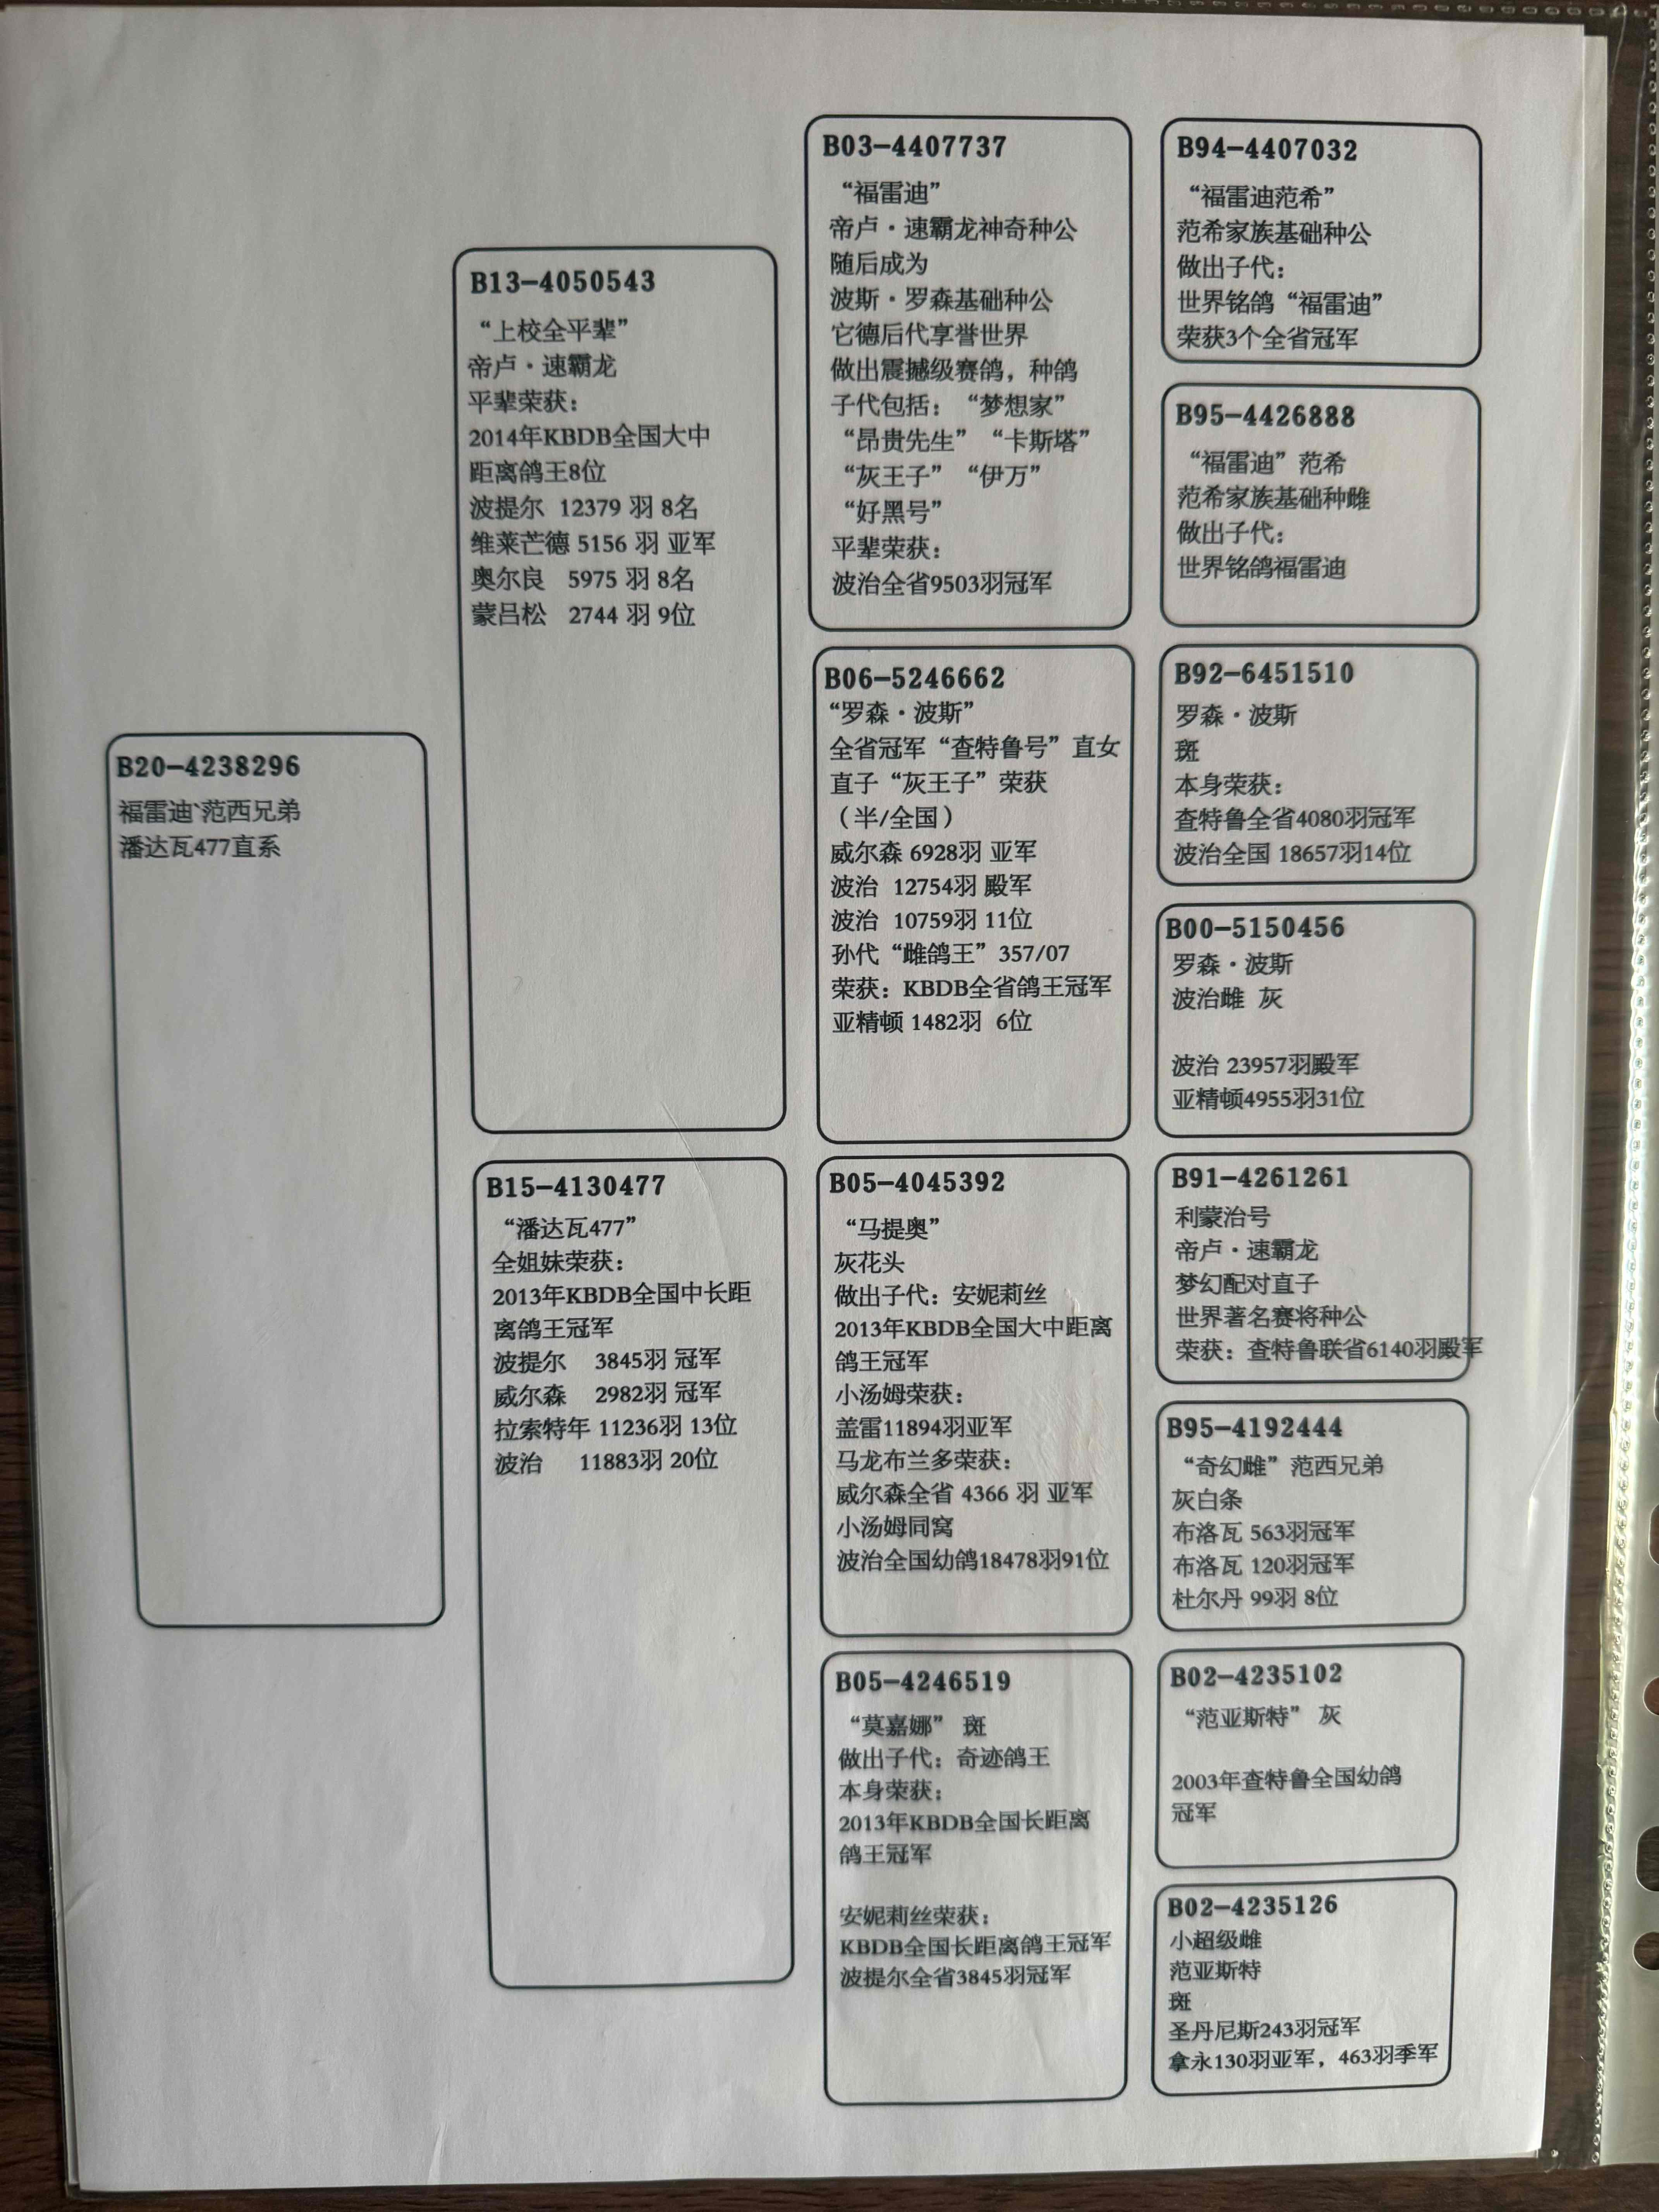 B20-4238296
福雷迪`范西兄弟
潘达瓦477直系
B13-4050543
“上校全平辈”
帝卢·速霸龙
平辈荣获：
2014年KBDB全国大中
距离鸽王8位
波提尔 12379 羽 8名
维莱芒德 5156 羽 亚军
奥尔良 5975 羽 8名
蒙吕松 2744 羽 9位
B15-4130477
“潘达瓦477”
全姐妹荣获：
2013年KBDB全国中长距
离鸽王冠军
波提尔 3845羽 冠军
威尔森 2982羽 冠军
拉索特年 11236羽 13位
波治 11883羽 20位
B03-4407737
“福雷迪”
帝卢·速霸龙神奇种公
随后成为
波斯·罗森基础种公
它德后代享誉世界
做出震撼级赛鸽，种鸽
子代包括： “梦想家”
“昂贵先生” “卡斯塔”
“灰王子” “伊万”
“好黑号”
平辈荣获：
波治全省9503羽冠军
B06-5246662
“罗森·波斯”
全省冠军“查特鲁号”直女
直子“灰王子”荣获
（半/全国）
威尔森 6928羽 亚军
波治 12754羽 殿军
波治 10759羽 11位
孙代“雌鸽王”357/07
荣获：KBDB全省鸽王冠军
亚精顿 1482羽 6位
B05-4045392
“马提奥”
灰花头
做出子代：安妮莉丝
2013年KBDB全国大中距离
鸽王冠军
小汤姆荣获：
盖雷11894羽亚军
马龙布兰多荣获：
威尔森全省 4366 羽 亚军
小汤姆同窝
波治全国幼鸽18478羽91位
B05-4246519
“莫嘉娜” 斑
做出子代：奇迹鸽王
本身荣获：
2013年KBDB全国长距离
鸽王冠军
安妮莉丝荣获：
KBDB全国长距离鸽王冠军
波提尔全省3845羽冠军
B94-4407032
“福雷迪范希”
范希家族基础种公
做出子代：
世界铭鸽“福雷迪”
荣获3个全省冠军
B95-4426888
“福雷迪”范希
范希家族基础种雌
做出子代：
世界铭鸽福雷迪
B92-6451510
罗森·波斯
斑
本身荣获：
查特鲁全省4080羽冠军
波治全国 18657羽14位
B00-5150456
罗森·波斯
波治雌 灰
波治 23957羽殿军
亚精顿4955羽31位
B91-4261261
利蒙治号
帝卢·速霸龙
梦幻配对直子
世界著名赛将种公
荣获：查特鲁联省6140羽殿军
B95-4192444
“奇幻雌”范西兄弟
灰白条
布洛瓦 563羽冠军
布洛瓦 120羽冠军
杜尔丹 99羽 8位
B02-4235102
“范亚斯特” 灰
2003年查特鲁全国幼鸽
冠军
B02-4235126
小超级雌
范亚斯特
斑
圣丹尼斯243羽冠军
拿永130羽亚军，463羽季军